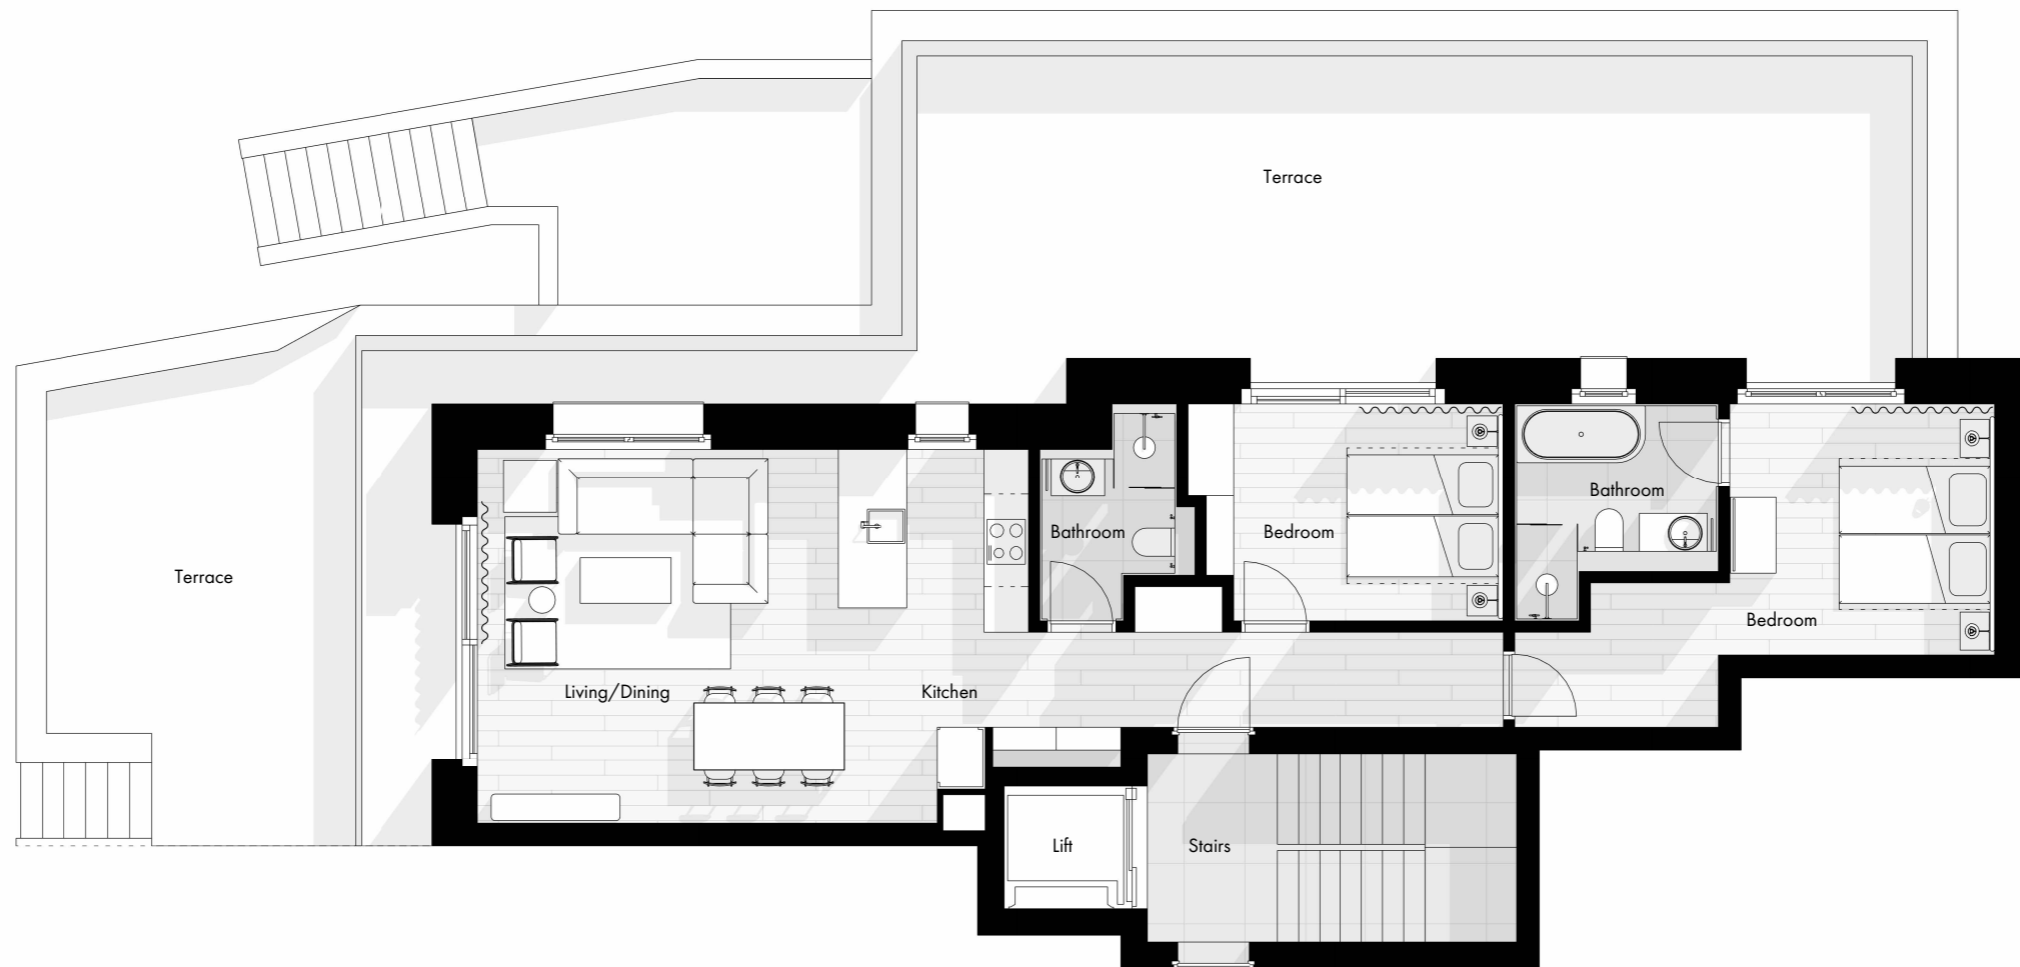 Terrace
Terrace
Bathroom
Bathroom
Bedroom
Bedroom
Living/Dining
Kitchen
Lift
Stairs